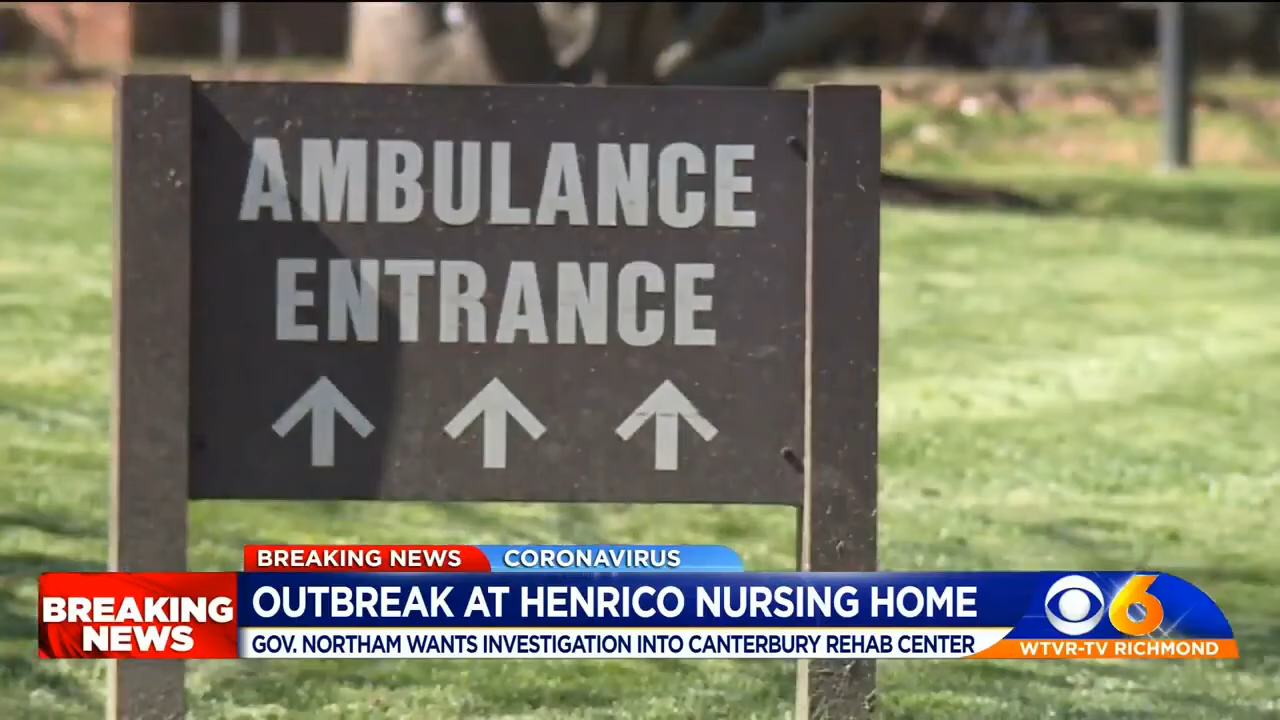 AMBULANCE
ENTRANCE
BREAKING NEWS
CORONAVIRUS
BREAKING
NEWS
OUTBREAK AT HENRICO NURSING HOME
GOV. NORTHAM WANTS INVESTIGATION INTO CANTERBURY REHAB CENTER
6
WTVR-TV RICHMOND